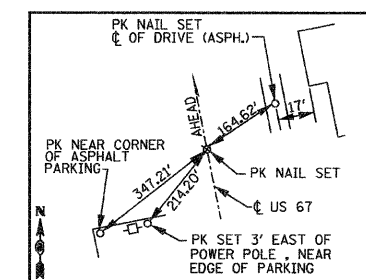 PK NAIL SET
℄ OF DRIVE (ASPH.)
AHEAD
164.62'
17'
PK NEAR CORNER
OF ASPHALT
PARKING
347.21'
214.20'
PK NAIL SET
℄ US 67
N
PK SET 3' EAST OF
POWER POLE , NEAR
EDGE OF PARKING